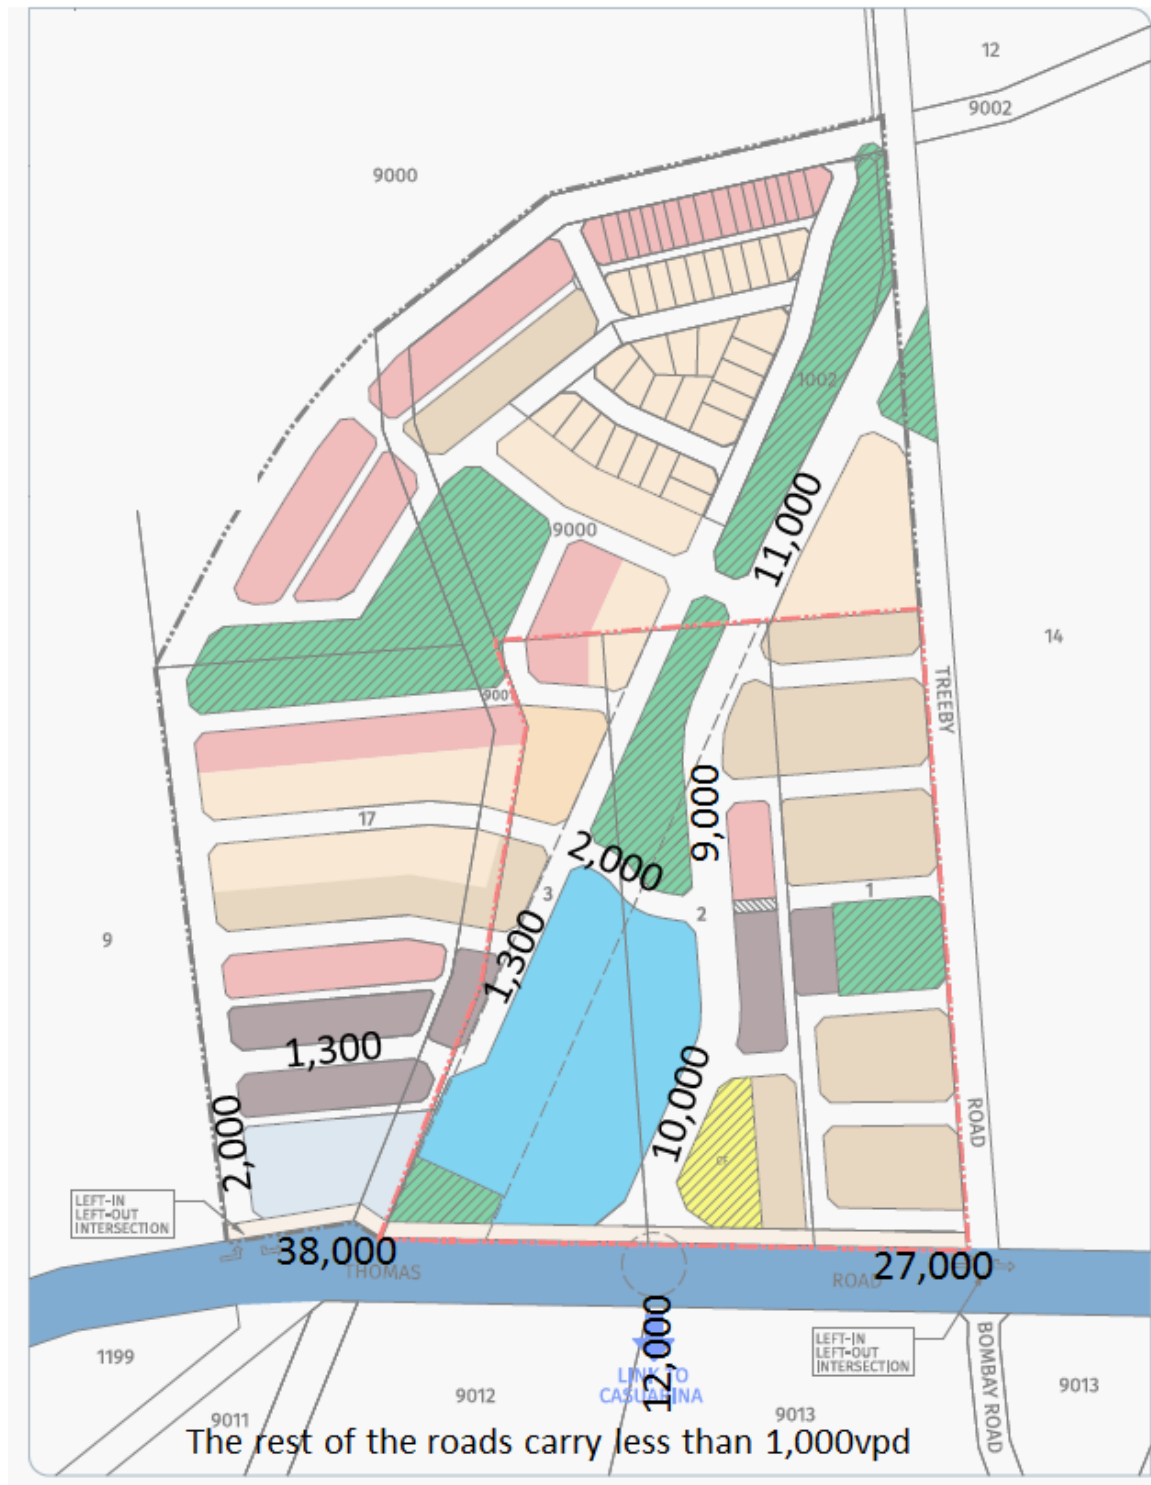 12
9002
9000
1002
11,000
9000
14
TREEBY
900
9,000
17
2,000
3
2
1
9
1,300
1,300
10,000
2,000
CF
ROAD
LEFT-IN
LEFT-OUT
INTERSECTION
38,000
THOMAS
ROAD
27,000
12,000
LINK TO
CASUARINA
LEFT-IN
LEFT-OUT
INTERSECTION
BOMBAY ROAD
1199
9011
9012
9013
9013
The rest of the roads carry less than 1,000vpd